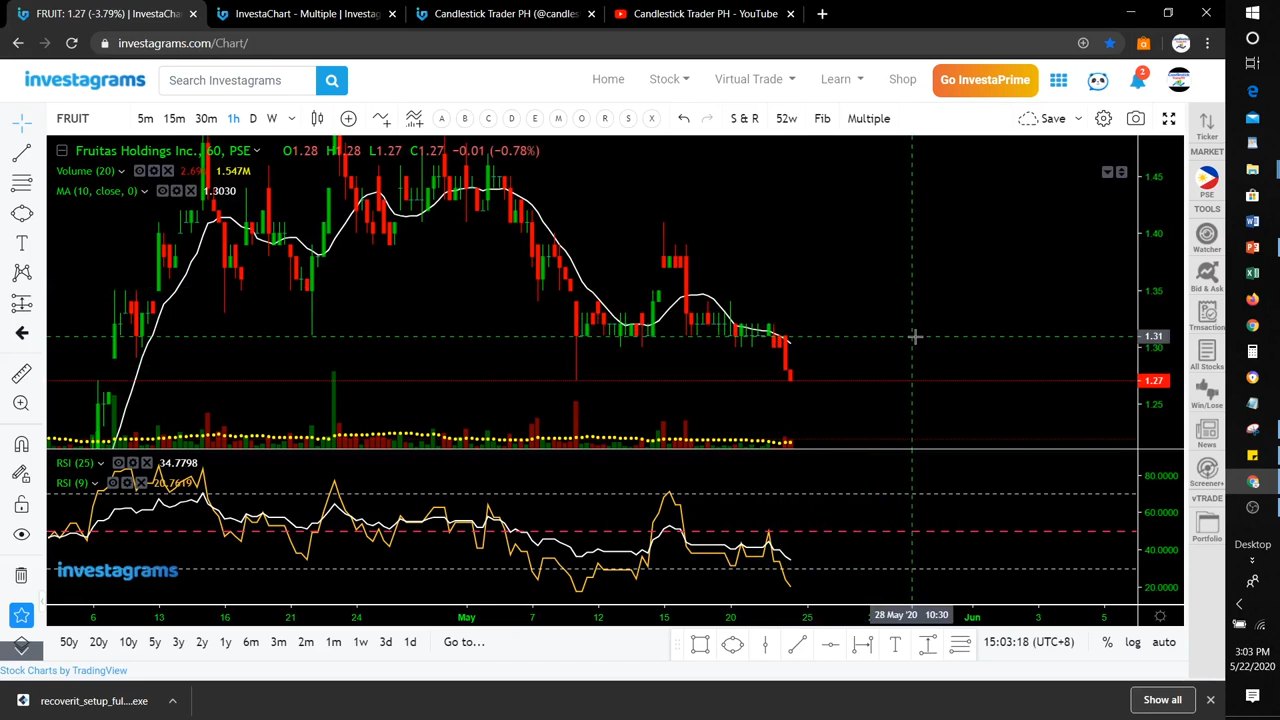 FRUIT: 1.27 (-3.79%) | InvestaCha
InvestaChart - Multiple | Investag
Candlestick Trader PH (@candles
Candlestick Trader PH - YouTube
investagrams.com/Chart/
investagrams
Search Investagrams
Home
Stock
Virtual Trade
Learn
Shop
Go InvestaPrime
2
FRUIT
5m 15m 30m 1h D W
A B C D E M O R S X
S & R 52w Fib Multiple
Save
Fruitas Holdings Inc., 60, PSE O1.28 H1.28 L1.27 C1.27 −0.01 (−0.78%)
Volume (20) 1.547M
MA (10, close, 0) 1.3030
1.45
1.40
1.35
1.31
1.30
1.27
1.25
RSI (25) 34.7798
RSI (9) 20.7619
80.0000
60.0000
40.0000
20.0000
investagrams
6 13 16 21 24 May 7 12 15 20 25 28 May '20 10:30 Jun 3 5
50y 20y 10y 5y 3y 2y 1y 6m 3m 2m 1m 1w 3d 1d Go to...
15:03:18 (UTC+8) % log auto
Stock Charts by TradingView
Ticker
MARKET
PSE
TOOLS
Watcher
Bid & Ask
Trnsaction
All Stocks
Win/Lose
News
Screener+
vTRADE
Portfolio
Desktop
3:03 PM
5/22/2020
recoverit_setup_ful....exe
Show all